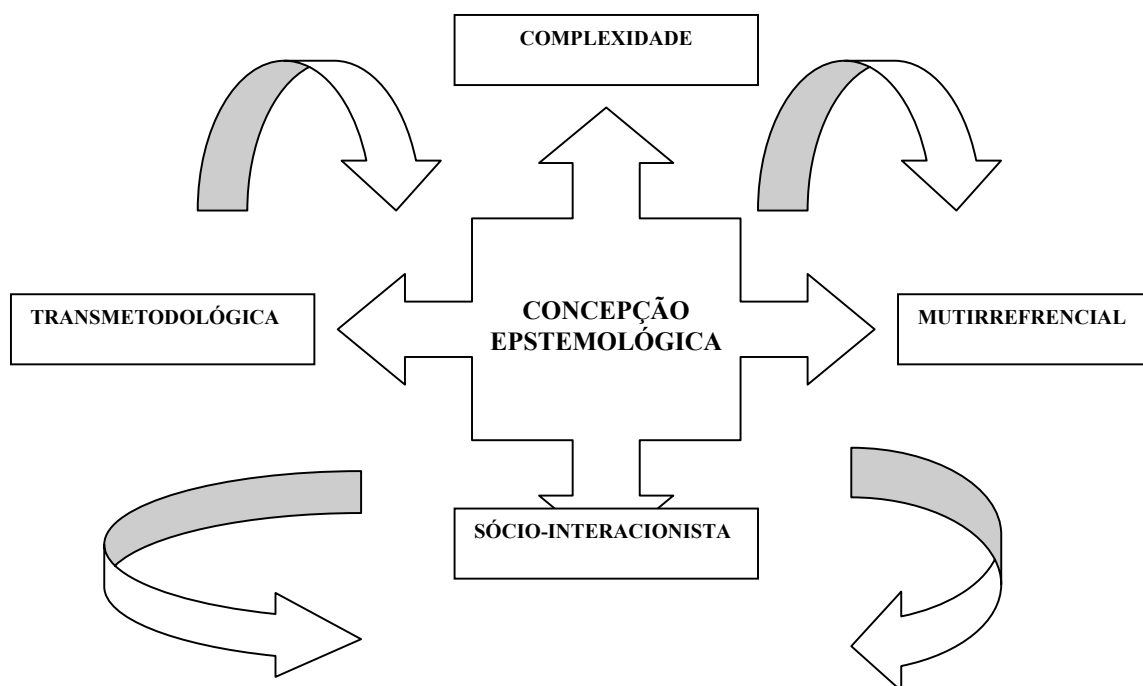 COMPLEXIDADE
TRANSMETODOLÓGICA
CONCEPÇÃO
EPSTEMOLÓGICA
MUTIRREFRENCIAL
SÓCIO-INTERACIONISTA